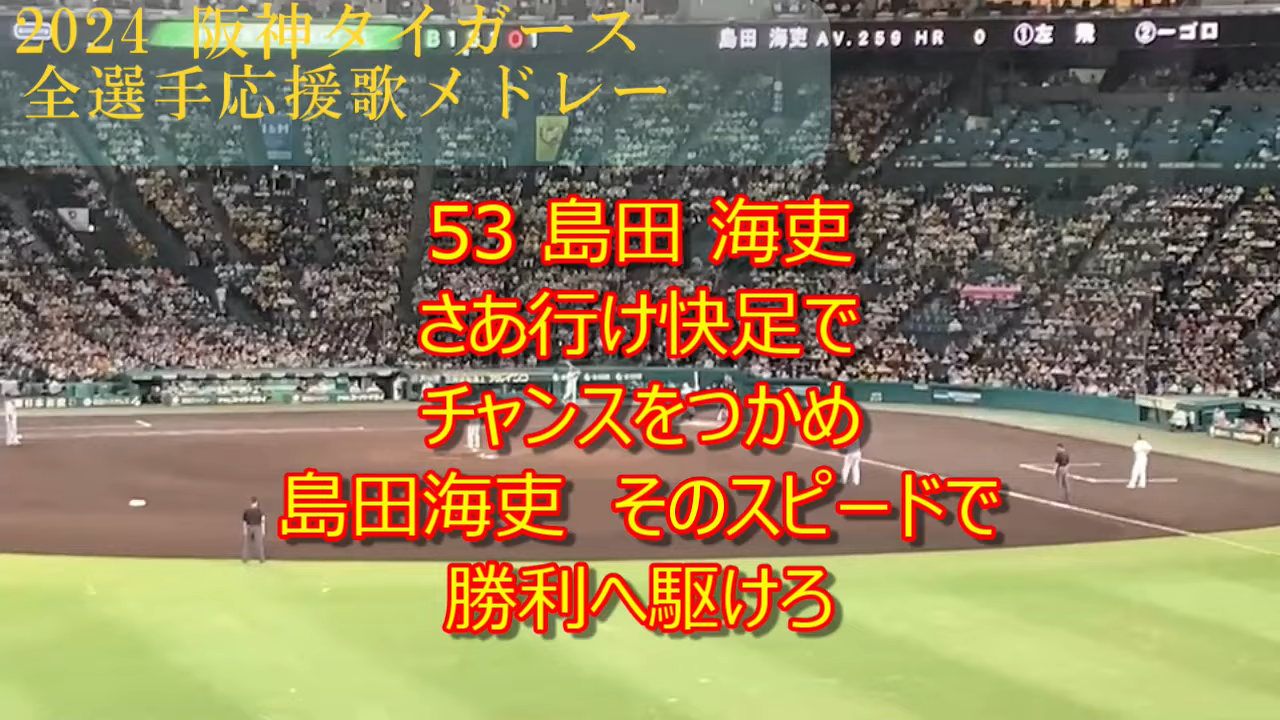 2024 阪神タイガース
B1 O1 島田 海吏 AV.259 HR 0 ①左 飛 ②一ゴロ
全選手応援歌メドレー
53 島田 海吏
さあ行け快足で
チャンスをつかめ
島田海吏 そのスピードで
勝利へ駆けろ